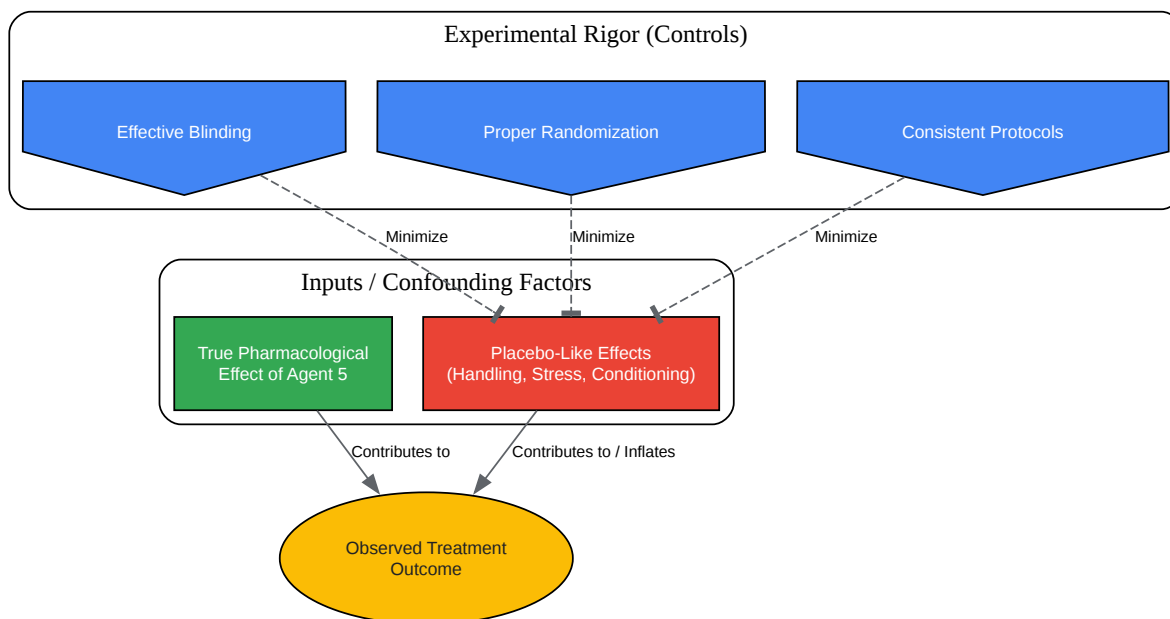 Experimental Rigor (Controls)
Effective Blinding
Proper Randomization
Consistent Protocols
Minimize
Minimize
Minimize
Inputs / Confounding Factors
True Pharmacological
Effect of Agent 5
Placebo-Like Effects
(Handling, Stress, Conditioning)
Contributes to
Contributes to / Inflates
Observed Treatment
Outcome